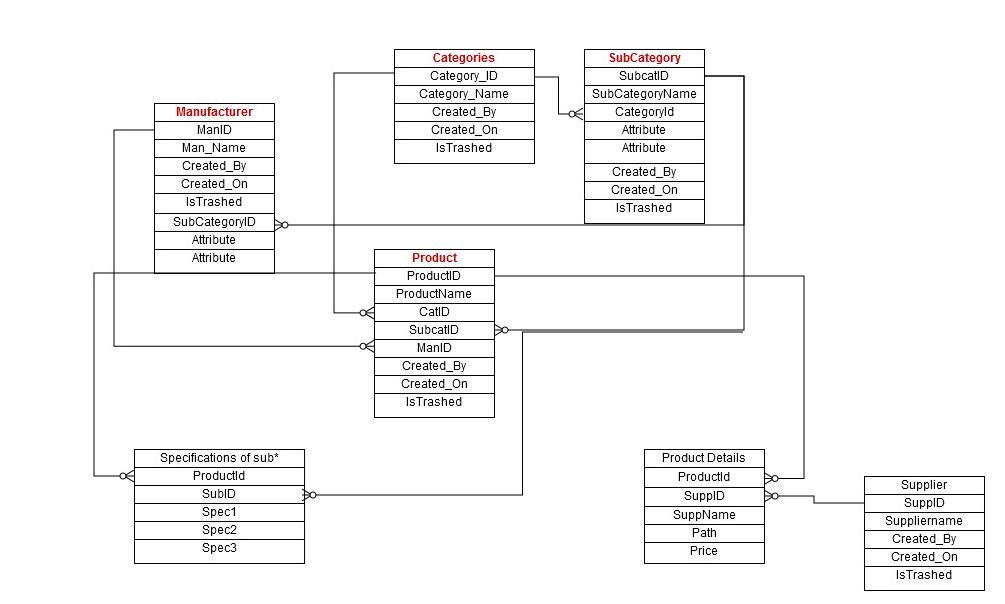 Categories
Category_ID
Category_Name
Created_By
Created_On
IsTrashed
SubCategory
SubcatID
SubCategoryName
CategoryId
Attribute
Attribute
Created_By
Created_On
IsTrashed
Manufacturer
ManID
Man_Name
Created_By
Created_On
IsTrashed
SubCategoryID
Attribute
Attribute
Product
ProductID
ProductName
CatID
SubcatID
ManID
Created_By
Created_On
IsTrashed
Specifications of sub*
ProductId
SubID
Spec1
Spec2
Spec3
Product Details
ProductId
SuppID
SuppName
Path
Price
Supplier
SuppID
Suppliername
Created_By
Created_On
IsTrashed